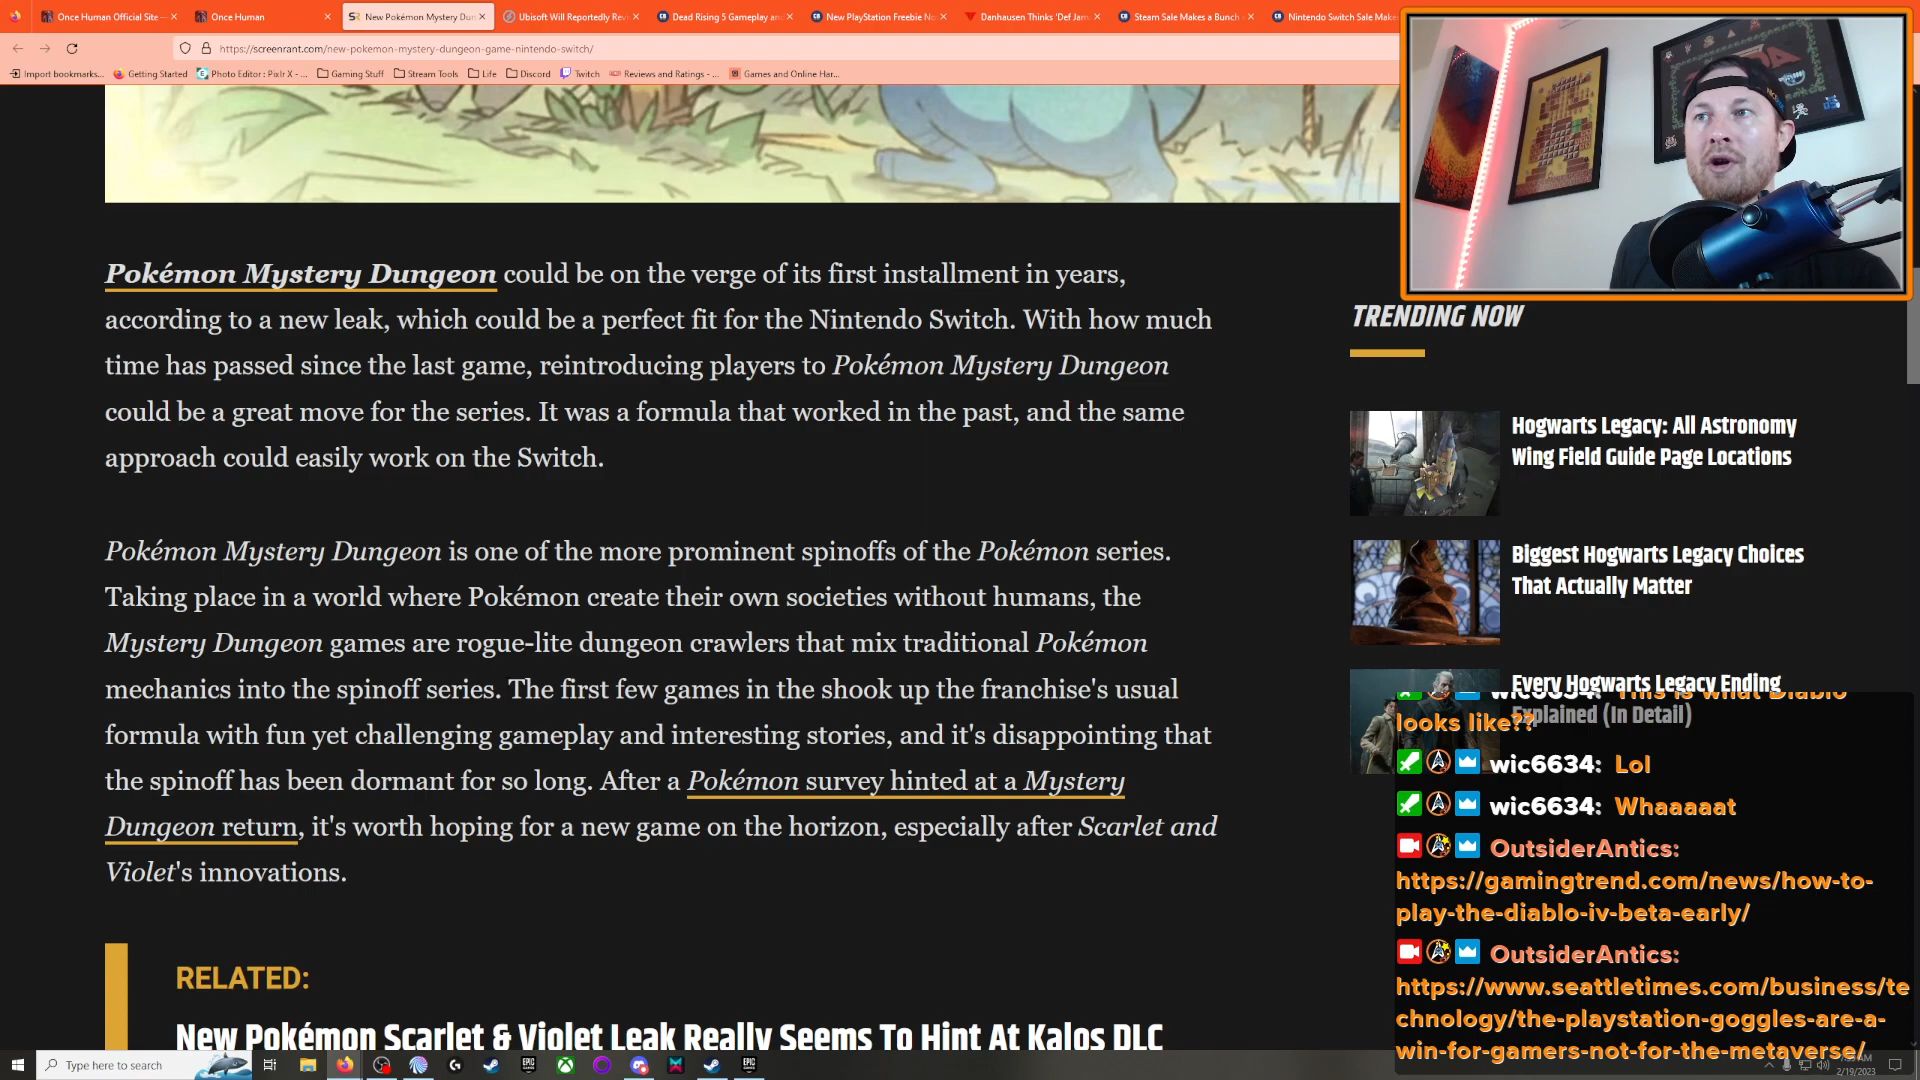 Once Human Official Site —
Once Human
New Pokémon Mystery Dun
Ubisoft Will Reportedly Rev
Dead Rising 5 Gameplay an
New PlayStation Freebie No
Danhausen Thinks 'Def Jam
Steam Sale Makes a Bunch
Nintendo Switch Sale Make
https://screenrant.com/new-pokemon-mystery-dungeon-game-nintendo-switch/
Import bookmarks...
Getting Started
Photo Editor : Pixlr X - ...
Gaming Stuff
Stream Tools
Life
Discord
Twitch
Reviews and Ratings - ...
Games and Online Har...
Pokémon Mystery Dungeon could be on the verge of its first installment in years,
according to a new leak, which could be a perfect fit for the Nintendo Switch. With how much
time has passed since the last game, reintroducing players to Pokémon Mystery Dungeon
could be a great move for the series. It was a formula that worked in the past, and the same
approach could easily work on the Switch.
Pokémon Mystery Dungeon is one of the more prominent spinoffs of the Pokémon series.
Taking place in a world where Pokémon create their own societies without humans, the
Mystery Dungeon games are rogue-lite dungeon crawlers that mix traditional Pokémon
mechanics into the spinoff series. The first few games in the shook up the franchise's usual
formula with fun yet challenging gameplay and interesting stories, and it's disappointing that
the spinoff has been dormant for so long. After a Pokémon survey hinted at a Mystery
Dungeon return, it's worth hoping for a new game on the horizon, especially after Scarlet and
Violet's innovations.
RELATED:
New Pokémon Scarlet & Violet Leak Really Seems To Hint At Kalos DLC
TRENDING NOW
Hogwarts Legacy: All Astronomy
Wing Field Guide Page Locations
Biggest Hogwarts Legacy Choices
That Actually Matter
Every Hogwarts Legacy Ending
Explained (In Detail)
wic6634: This is what Diablo
looks like??
wic6634: Lol
wic6634: Whaaaaat
OutsiderAntics:
https://gamingtrend.com/news/how-to-
play-the-diablo-iv-beta-early/
OutsiderAntics:
https://www.seattletimes.com/business/te
chnology/the-playstation-goggles-are-a-
win-for-gamers-not-for-the-metaverse/
Type here to search
2/19/2023